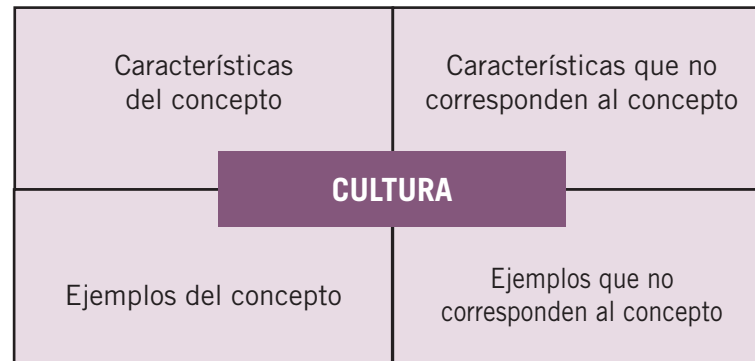 Características
del concepto
Características que no
corresponden al concepto
CULTURA
Ejemplos del concepto
Ejemplos que no
corresponden al concepto